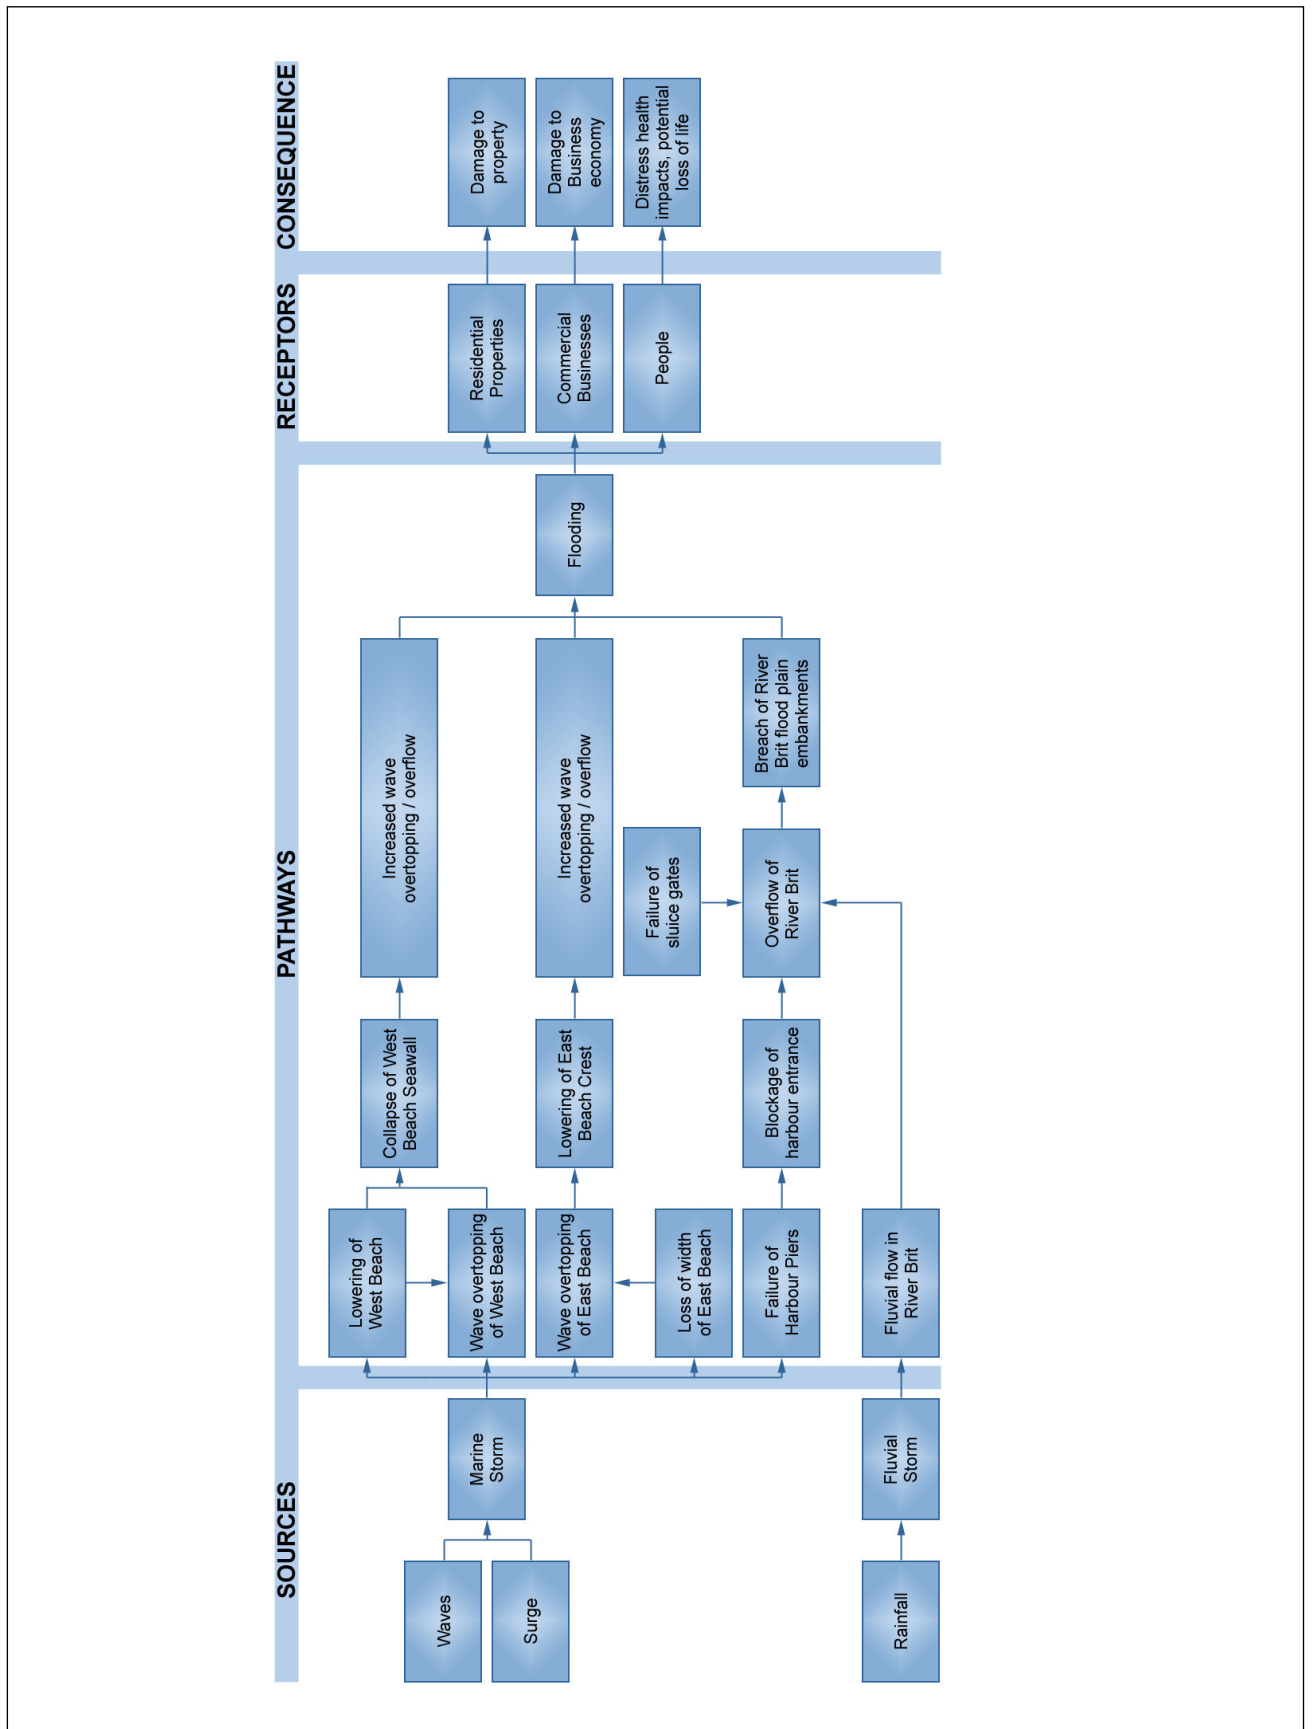 SOURCES
PATHWAYS
RECEPTORS
CONSEQUENCE
Waves
Surge
Rainfall
Marine
Storm
Fluvial
Storm
Lowering of
West Beach
Wave overtopping
of West Beach
Wave overtopping
of East Beach
Loss of width
of East Beach
Failure of
Harbour Piers
Fluvial flow in
River Brit
Collapse of West
Beach Seawall
Lowering of East
Beach Crest
Blockage of
harbour entrance
Increased wave
overtopping / overflow
Increased wave
overtopping / overflow
Failure of
sluice gates
Overflow of
River Brit
Breach of River
Brit flood plain
embankments
Flooding
Residential
Properties
Commercial
Businesses
People
Damage to
property
Damage to
Business
economy
Distress health
impacts, potential
loss of life